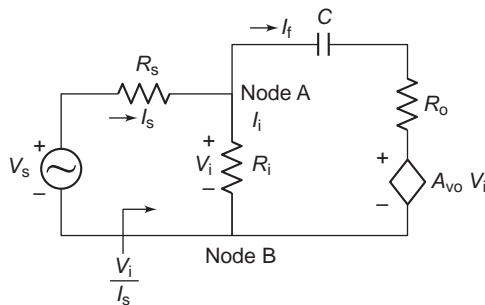 I_f C
R_s
Node A
I_s I_i
R_o
+ + +
V_s V_i R_i A_vo V_i
− − −
Node B
V_i
I_s